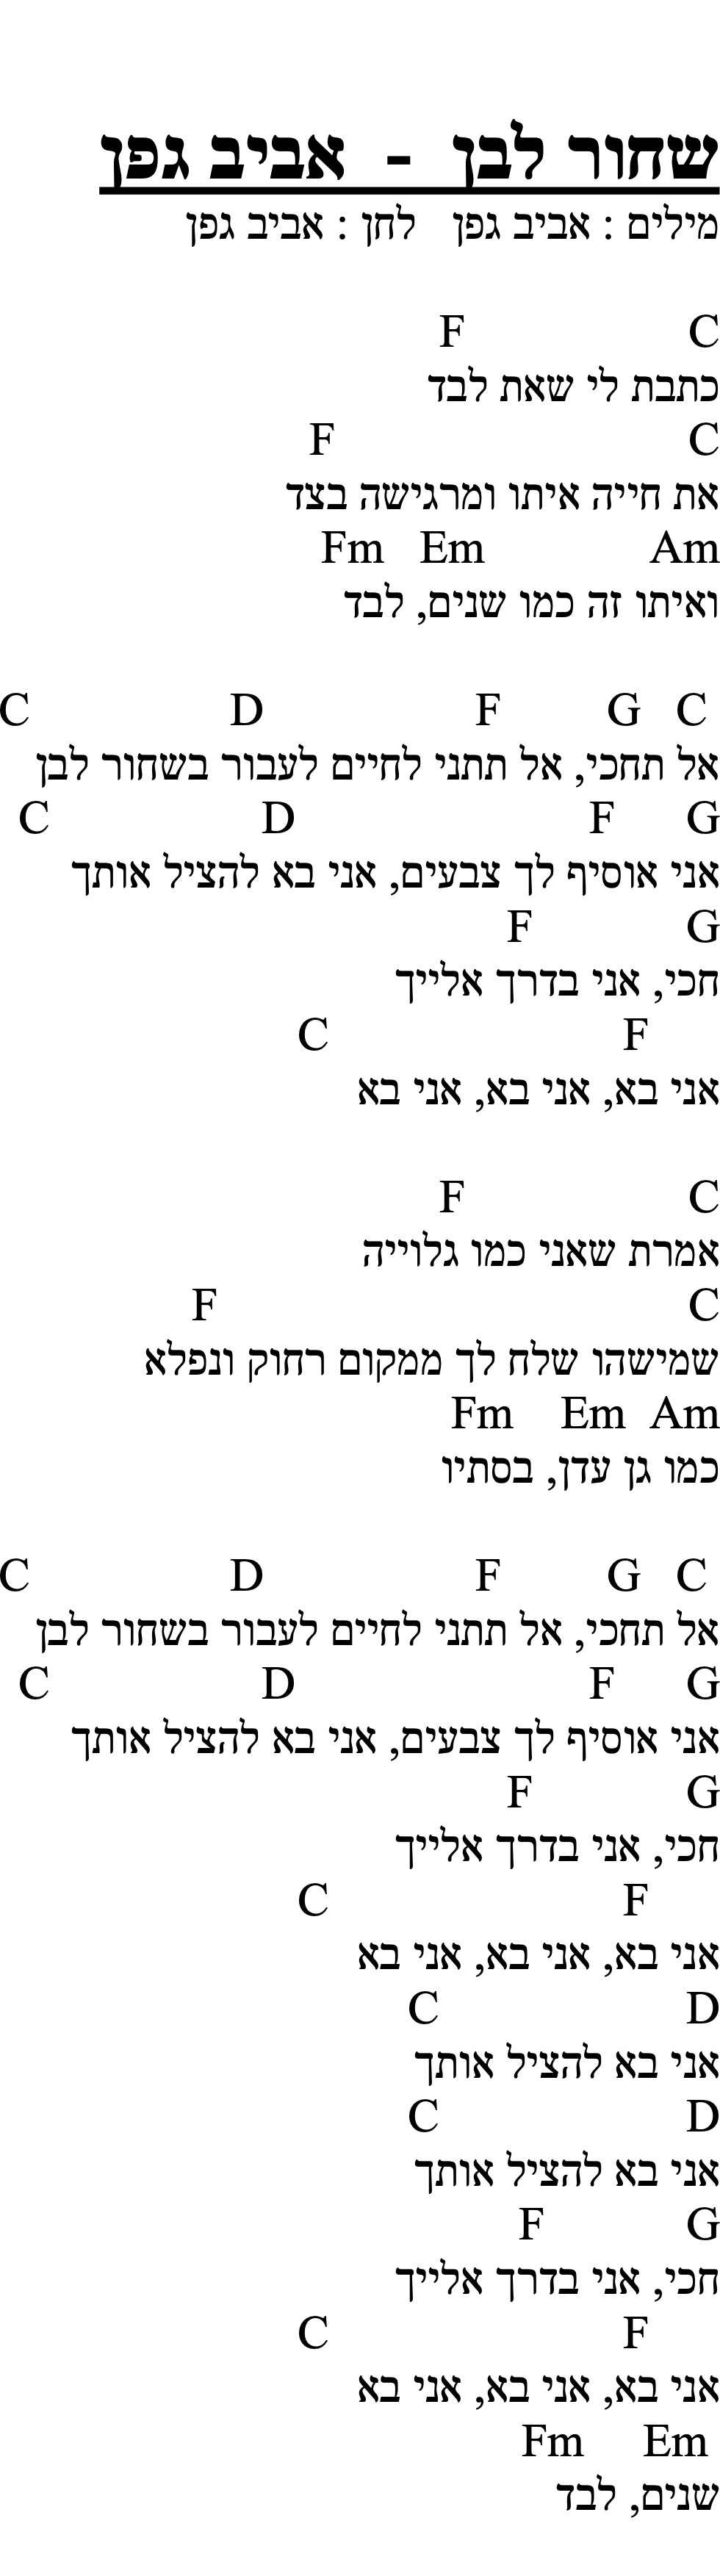 שחור לבן - אביב גפן
מילים : אביב גפן לחן : אביב גפן
C F
כתבת לי שאת לבד
C F
את חייה איתו ומרגישה בצד
Am Em Fm
ואיתו זה כמו שנים, לבד
C G F D C
אל תחכי, אל תתני לחיים לעבור בשחור לבן
G F D C
אני אוסיף לך צבעים, אני בא להציל אותך
G F
חכי, אני בדרך אלייך
F C
אני בא, אני בא, אני בא
C F
אמרת שאני כמו גלוייה
C F
שמישהו שלח לך ממקום רחוק ונפלא
Am Em Fm
כמו גן עדן, בסתיו
C G F D C
אל תחכי, אל תתני לחיים לעבור בשחור לבן
G F D C
אני אוסיף לך צבעים, אני בא להציל אותך
G F
חכי, אני בדרך אלייך
F C
אני בא, אני בא, אני בא
D C
אני בא להציל אותך
D C
אני בא להציל אותך
G F
חכי, אני בדרך אלייך
F C
אני בא, אני בא, אני בא
Em Fm
שנים, לבד